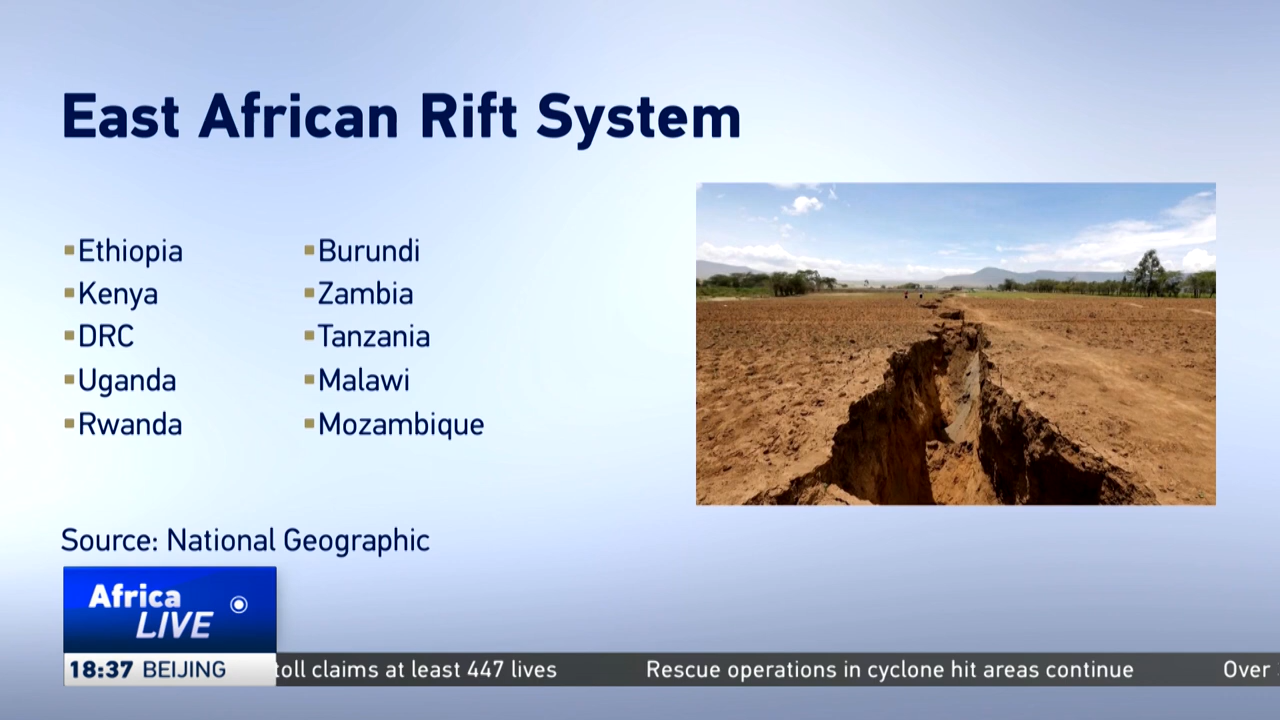 East African Rift System
Ethiopia
Kenya
DRC
Uganda
Rwanda
Burundi
Zambia
Tanzania
Malawi
Mozambique
Source: National Geographic
Africa
LIVE
18:37 BEIJING
toll claims at least 447 lives
Rescue operations in cyclone hit areas continue
Over